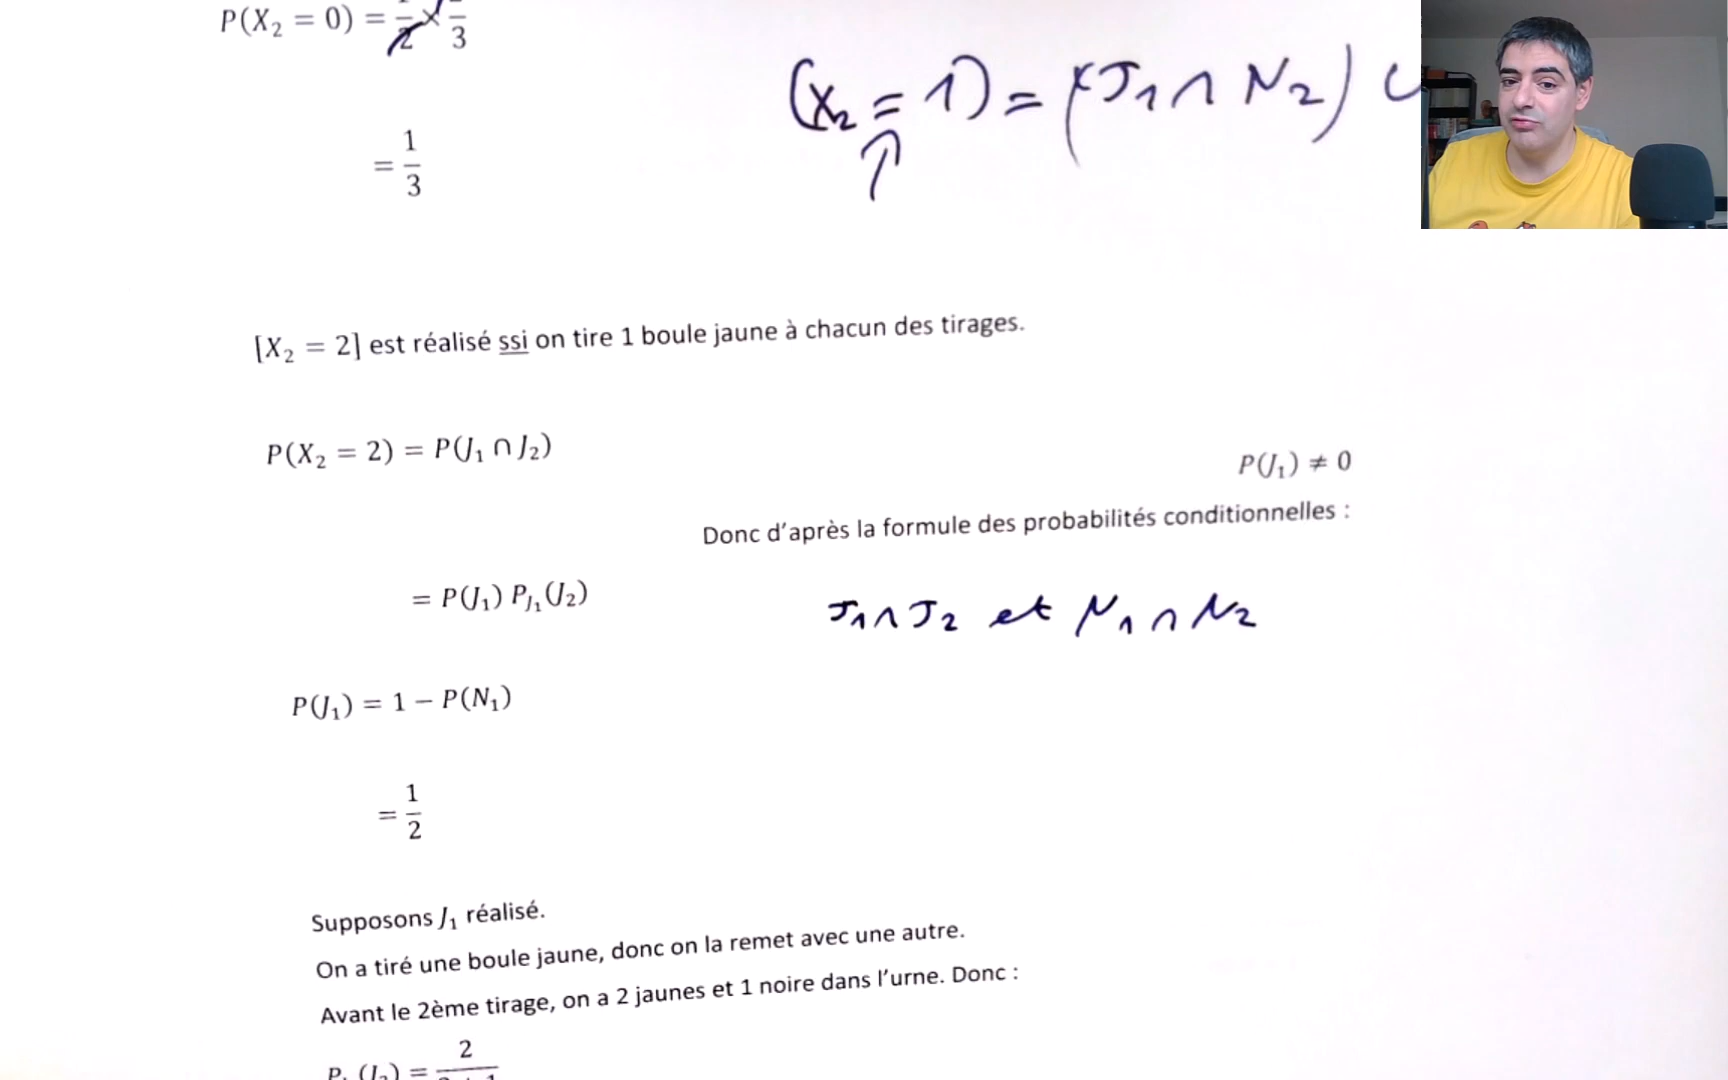 P(X₂ = 0) = 1/2 × 2/3
(X₂ = 1) = (J₁ ∩ N₂) ∪
= 1/3
[X₂ = 2] est réalisé ssi on tire 1 boule jaune à chacun des tirages.
P(X₂ = 2) = P(J₁ ∩ J₂)
P(J₁) ≠ 0
Donc d'après la formule des probabilités conditionnelles :
= P(J₁) P_J₁(J₂)
J₁ ∩ J₂ et N₁ ∩ N₂
P(J₁) = 1 − P(N₁)
= 1/2
Supposons J₁ réalisé.
On a tiré une boule jaune, donc on la remet avec une autre.
Avant le 2ème tirage, on a 2 jaunes et 1 noire dans l'urne. Donc :